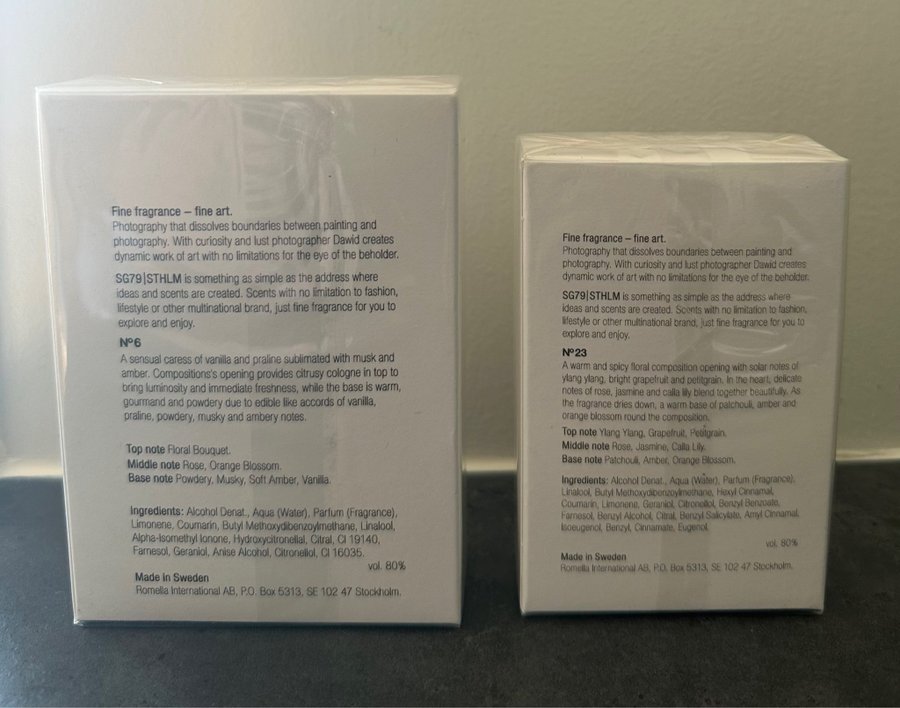 Fine fragrance – fine art.
Photography that dissolves boundaries between painting and
photography. With curiosity and lust photographer Dawid creates
dynamic work of art with no limitations for the eye of the beholder.
SG79|STHLM is something as simple as the address where
ideas and scents are created. Scents with no limitation to fashion,
lifestyle or other multinational brand, just fine fragrance for you to
explore and enjoy.
Nº6
A sensual caress of vanilla and praline sublimated with musk and
amber. Compositions's opening provides citrusy cologne in top to
bring luminosity and immediate freshness, while the base is warm,
gourmand and powdery due to edible like accords of vanilla,
praline, powdery, musky and ambery notes.
Top note Floral Bouquet.
Middle note Rose, Orange Blossom.
Base note Powdery, Musky, Soft Amber, Vanilla.
Ingredients: Alcohol Denat., Aqua (Water), Parfum (Fragrance),
Limonene, Coumarin, Butyl Methoxydibenzoylmethane, Linalool,
Alpha-Isomethyl Ionone, Hydroxycitronellal, Citral, CI 19140,
Farnesol, Geraniol, Anise Alcohol, Citronellol, CI 16035.
vol. 80%
Made in Sweden
Romella International AB, P.O. Box 5313, SE 102 47 Stockholm.
Fine fragrance – fine art.
Photography that dissolves boundaries between painting and
photography. With curiosity and lust photographer Dawid creates
dynamic work of art with no limitations for the eye of the beholder.
SG79|STHLM is something as simple as the address where
ideas and scents are created. Scents with no limitation to fashion,
lifestyle or other multinational brand, just fine fragrance for you to
explore and enjoy.
Nº23
A warm and spicy floral composition opening with solar notes of
ylang ylang, bright grapefruit and petitgrain. In the heart, delicate
notes of rose, jasmine and calla lily blend together beautifully. As
the fragrance dries down, a warm base of patchouli, amber and
orange blossom round the composition.
Top note Ylang Ylang, Grapefruit, Petitgrain.
Middle note Rose, Jasmine, Calla Lily.
Base note Patchouli, Amber, Orange Blossom.
Ingredients: Alcohol Denat., Aqua (Water), Parfum (Fragrance),
Linalool, Butyl Methoxydibenzoylmethane, Hexyl Cinnamal,
Coumarin, Limonene, Geraniol, Citronellol, Benzyl Benzoate,
Farnesol, Benzyl Alcohol, Citral, Benzyl Salicylate, Amyl Cinnamal,
Isoeugenol, Benzyl, Cinnamate, Eugenol.
vol. 80%
Made in Sweden
Romella International AB, P.O. Box 5313, SE 102 47 Stockholm.